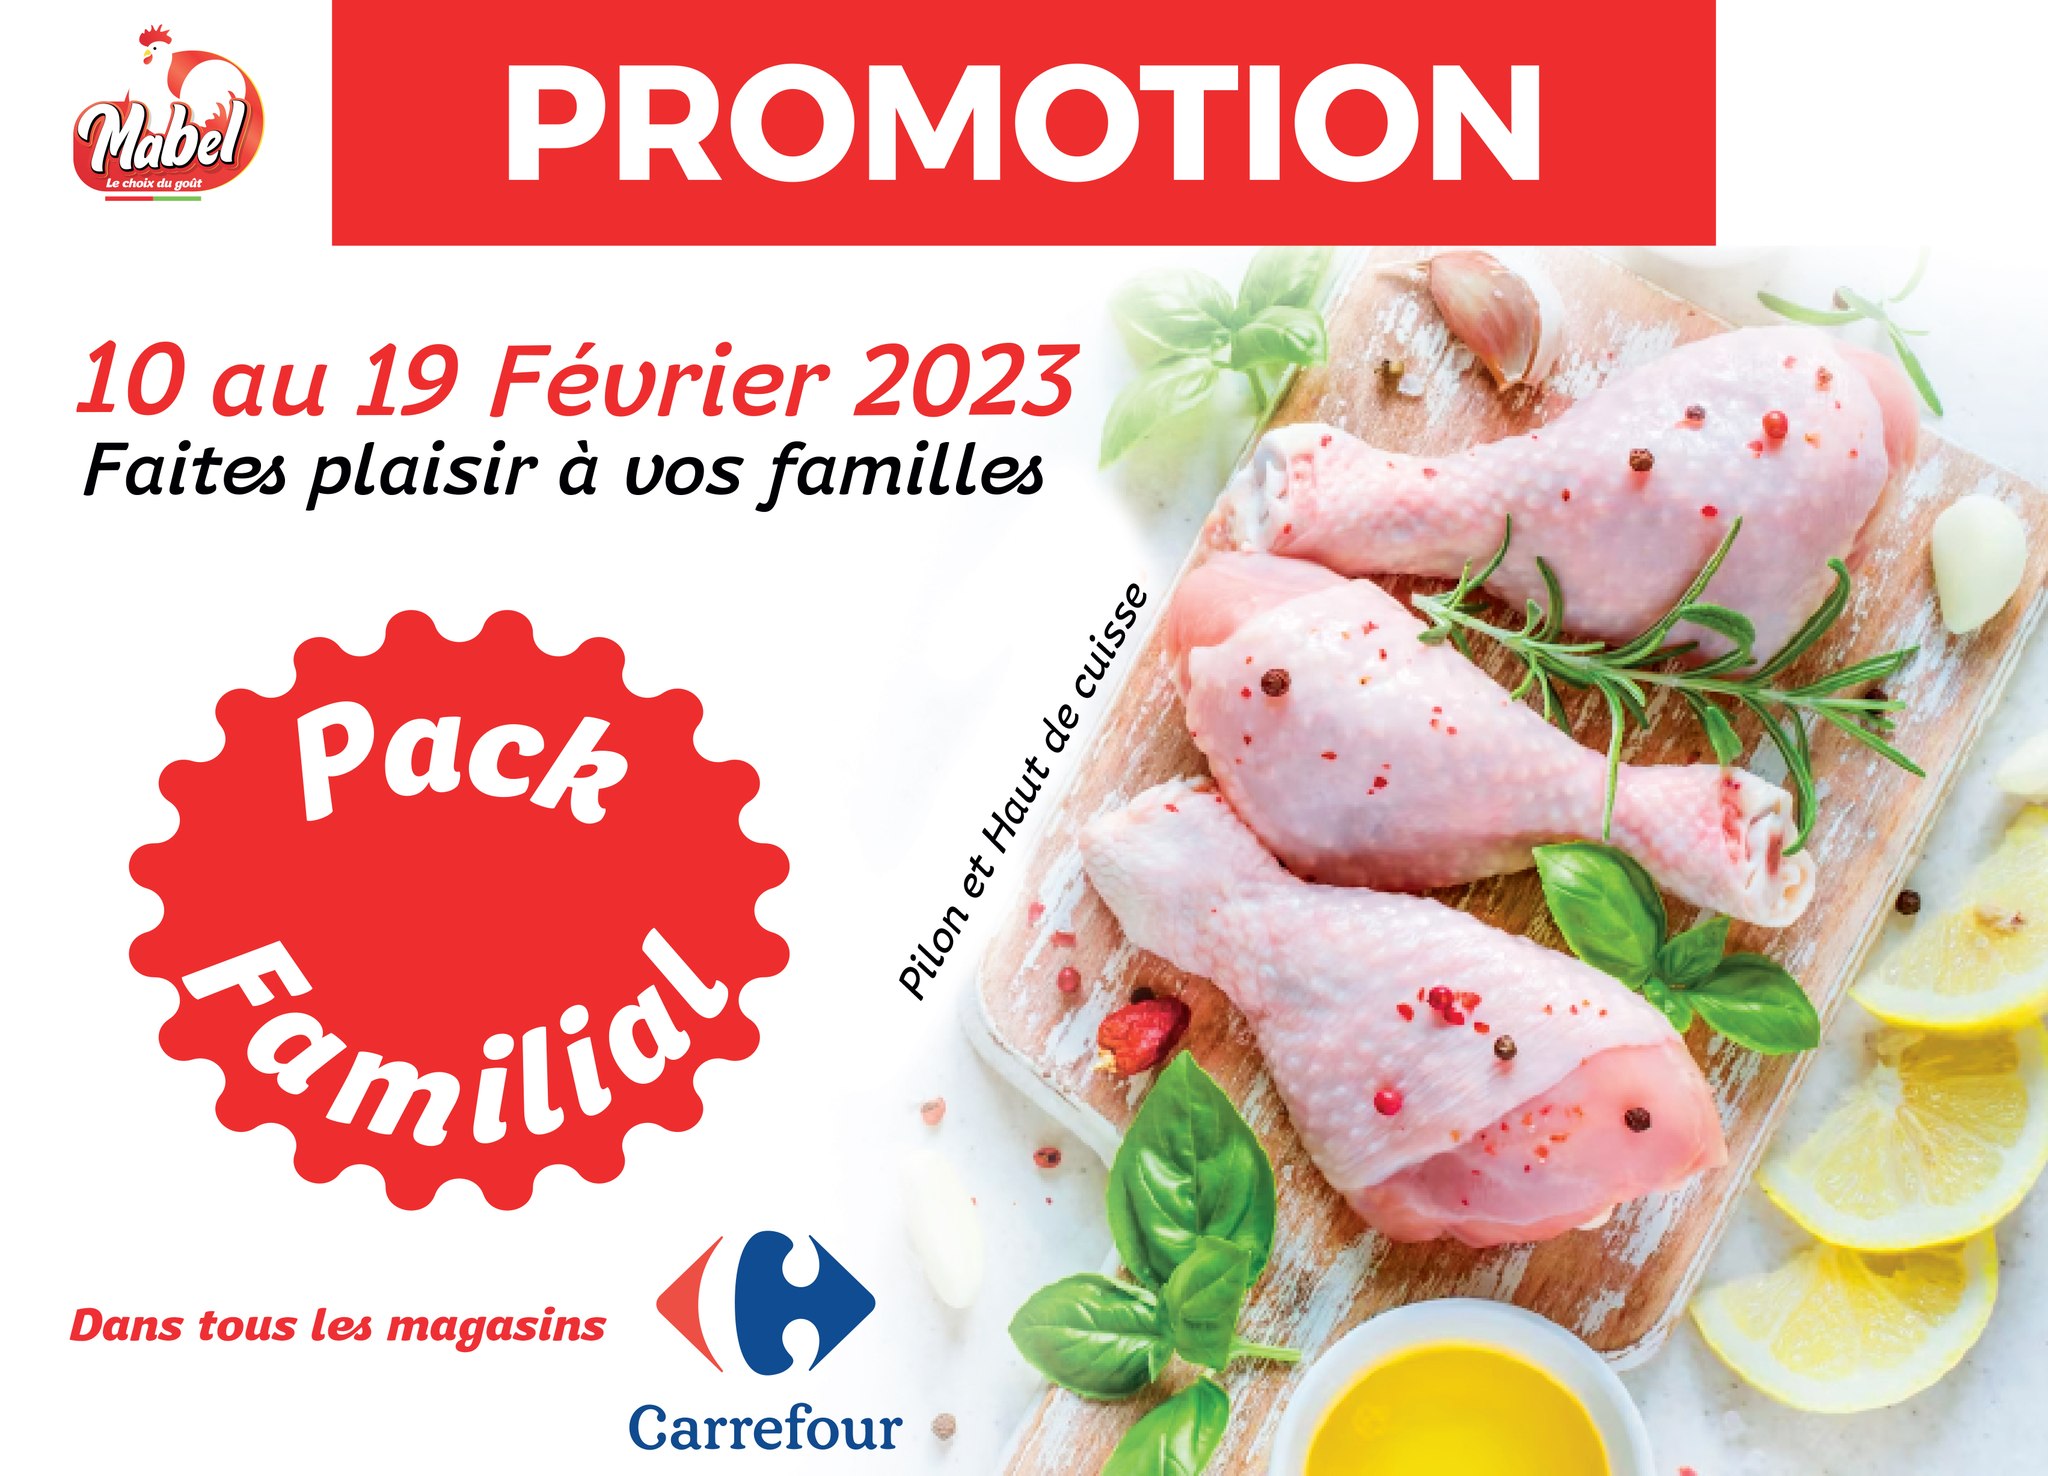 Mabel
Le choix du goût
PROMOTION
10 au 19 Février 2023
Faites plaisir à vos familles
Pack
Familial
Pilon et Haut de cuisse
Dans tous les magasins
Carrefour